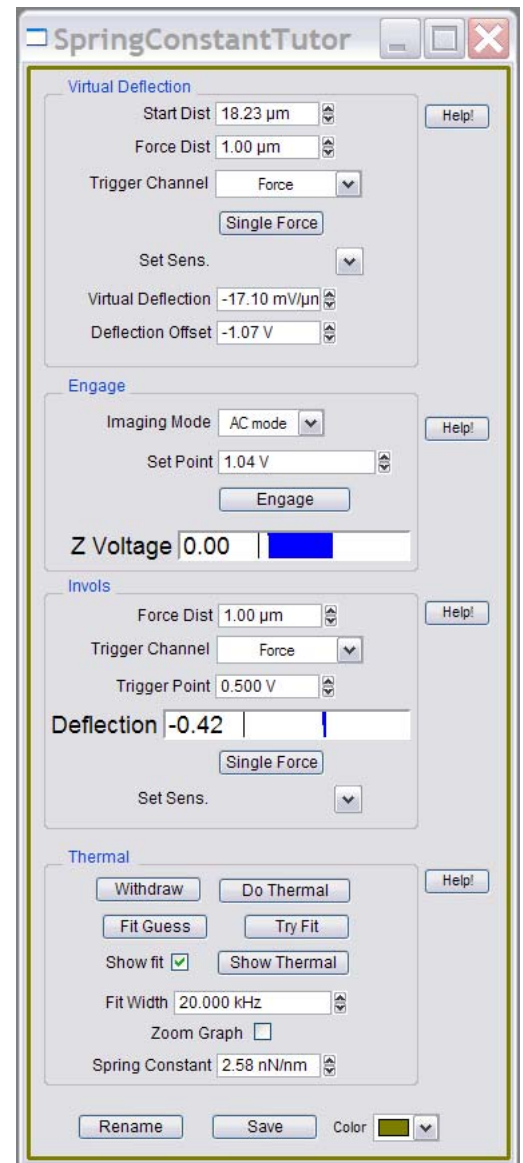 SpringConstantTutor
Virtual Deflection
Start Dist 18.23 µm Help!
Force Dist 1.00 µm
Trigger Channel Force
Single Force
Set Sens.
Virtual Deflection -17.10 mV/µn
Deflection Offset -1.07 V
Engage
Imaging Mode AC mode Help!
Set Point 1.04 V
Engage
Z Voltage 0.00
Invols
Force Dist 1.00 µm Help!
Trigger Channel Force
Trigger Point 0.500 V
Deflection -0.42
Single Force
Set Sens.
Thermal
Withdraw Do Thermal Help!
Fit Guess Try Fit
Show fit Show Thermal
Fit Width 20.000 kHz
Zoom Graph
Spring Constant 2.58 nN/nm
Rename Save Color